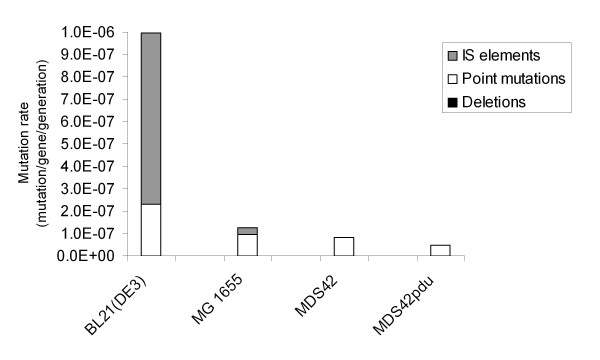 Mutation rate
(mutation/gene/generation)
1.0E-06
9.0E-07
8.0E-07
7.0E-07
6.0E-07
5.0E-07
4.0E-07
3.0E-07
2.0E-07
1.0E-07
0.0E+00
BL21(DE3)
MG 1655
MDS42
MDS42pdu
IS elements
Point mutations
Deletions